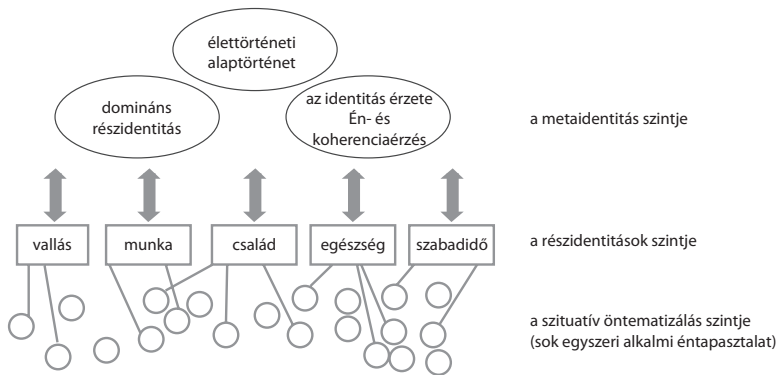 élettörténeti
alaptörténet
domináns
részidentitás
az identitás érzete
Én- és
koherenciaérzés
a metaidentitás szintje
vallás
munka
család
egészség
szabadidő
a részidentitások szintje
a szituatív öntematizálás szintje
(sok egyszeri alkalmi éntapasztalat)